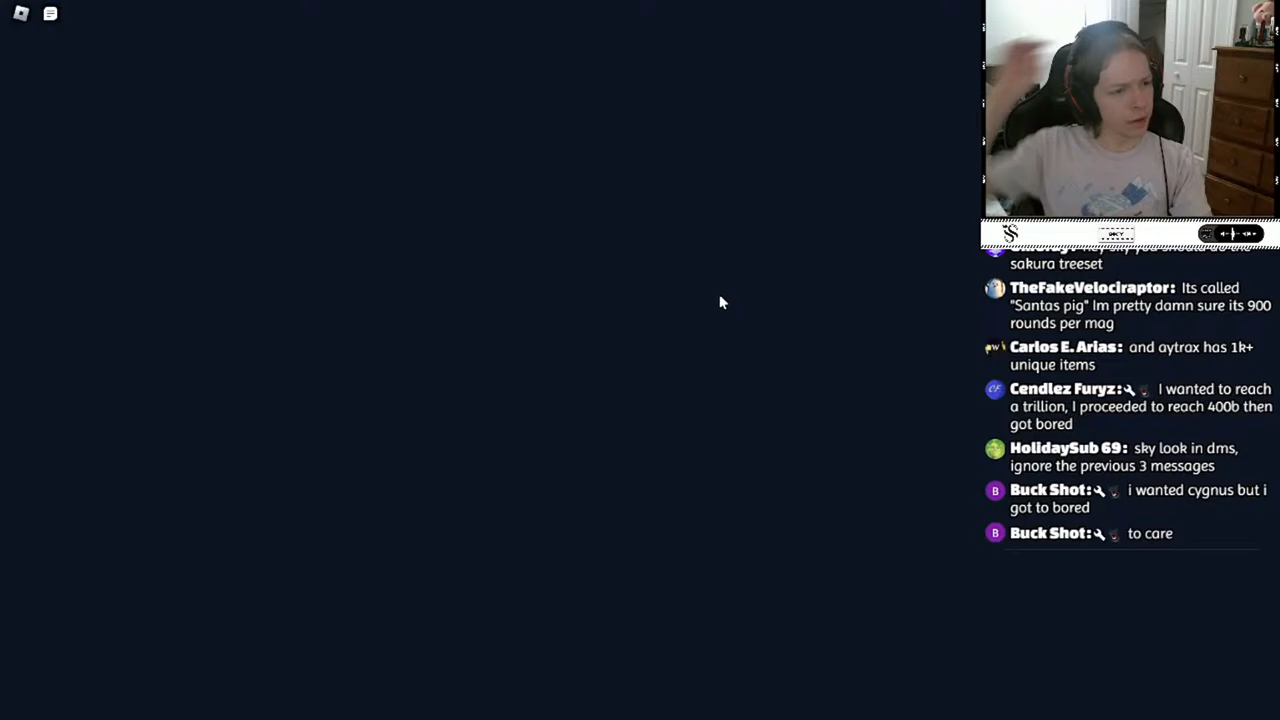 SKY
sakura treeset
TheFakeVelociraptor: Its called
"Santas pig" Im pretty damn sure its 900
rounds per mag
Carlos E. Arias: and aytrax has 1k+
unique items
Cendlez Furyz: I wanted to reach
a trillion, I proceeded to reach 400b then
got bored
HolidaySub 69: sky look in dms,
ignore the previous 3 messages
B Buck Shot: i wanted cygnus but i
got to bored
B Buck Shot: to care